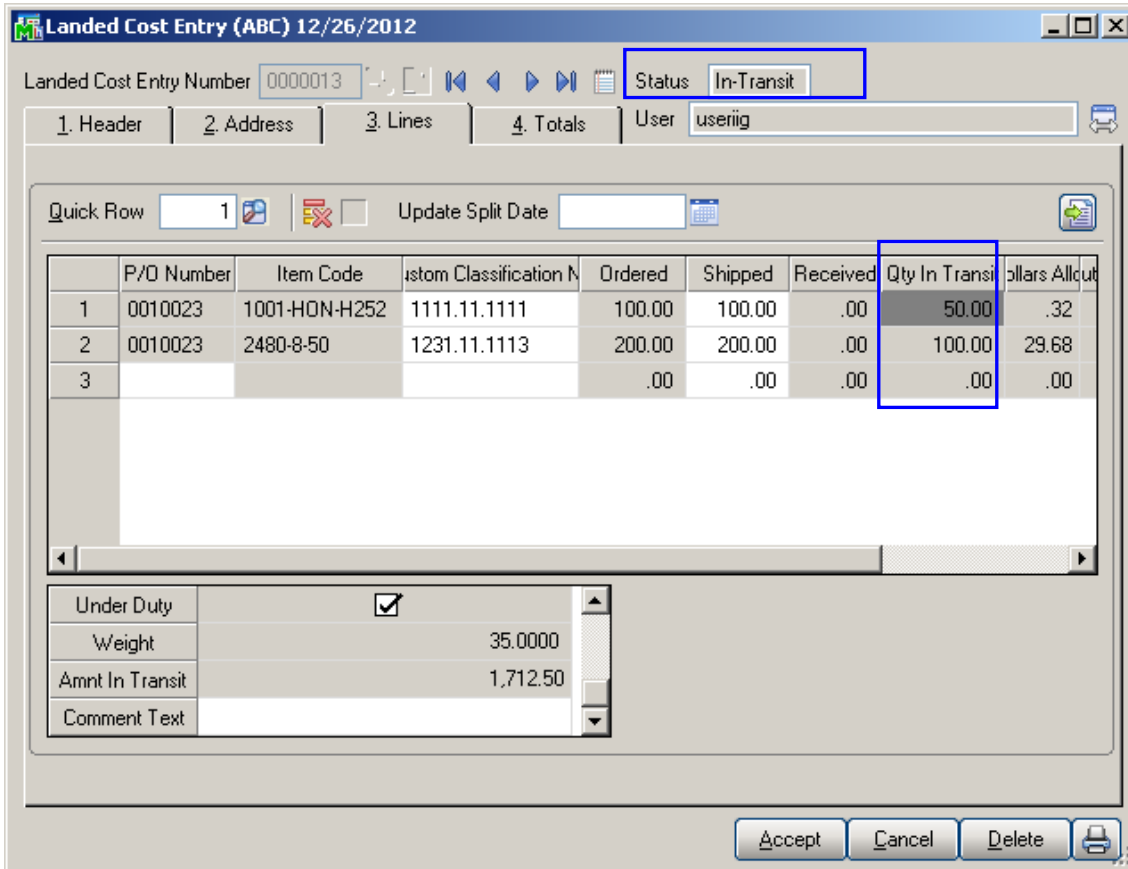 Landed Cost Entry (ABC) 12/26/2012
Landed Cost Entry Number 0000013 Status In-Transit
1. Header 2. Address 3. Lines 4. Totals User useriig
Quick Row 1 Update Split Date
P/O Number Item Code ustom Classification N Ordered Shipped Received Qty In Transit ollars Allo ut
1 0010023 1001-HON-H252 1111.11.1111 100.00 100.00 .00 50.00 .32
2 0010023 2480-8-50 1231.11.1113 200.00 200.00 .00 100.00 29.68
3 .00 .00 .00 .00 .00
Under Duty
Weight 35.0000
Amnt In Transit 1,712.50
Comment Text
Accept Cancel Delete